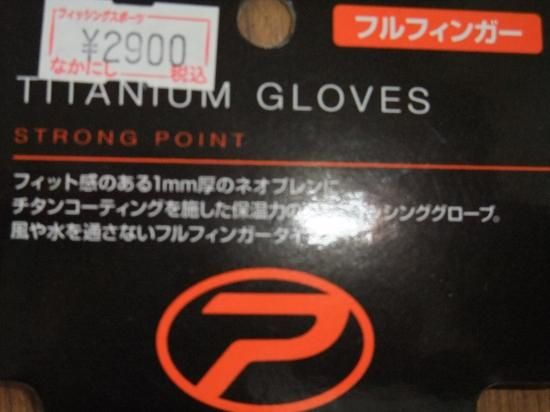 フィッシングスポーツ
¥2900
なかにし 税込
フルフィンガー
TITANIUM GLOVES
STRONG POINT
フィット感のある1mm厚のネオプレンに
チタンコーティングを施した保温力の シンググローブ。
風や水を通さないフルフィンガータイ